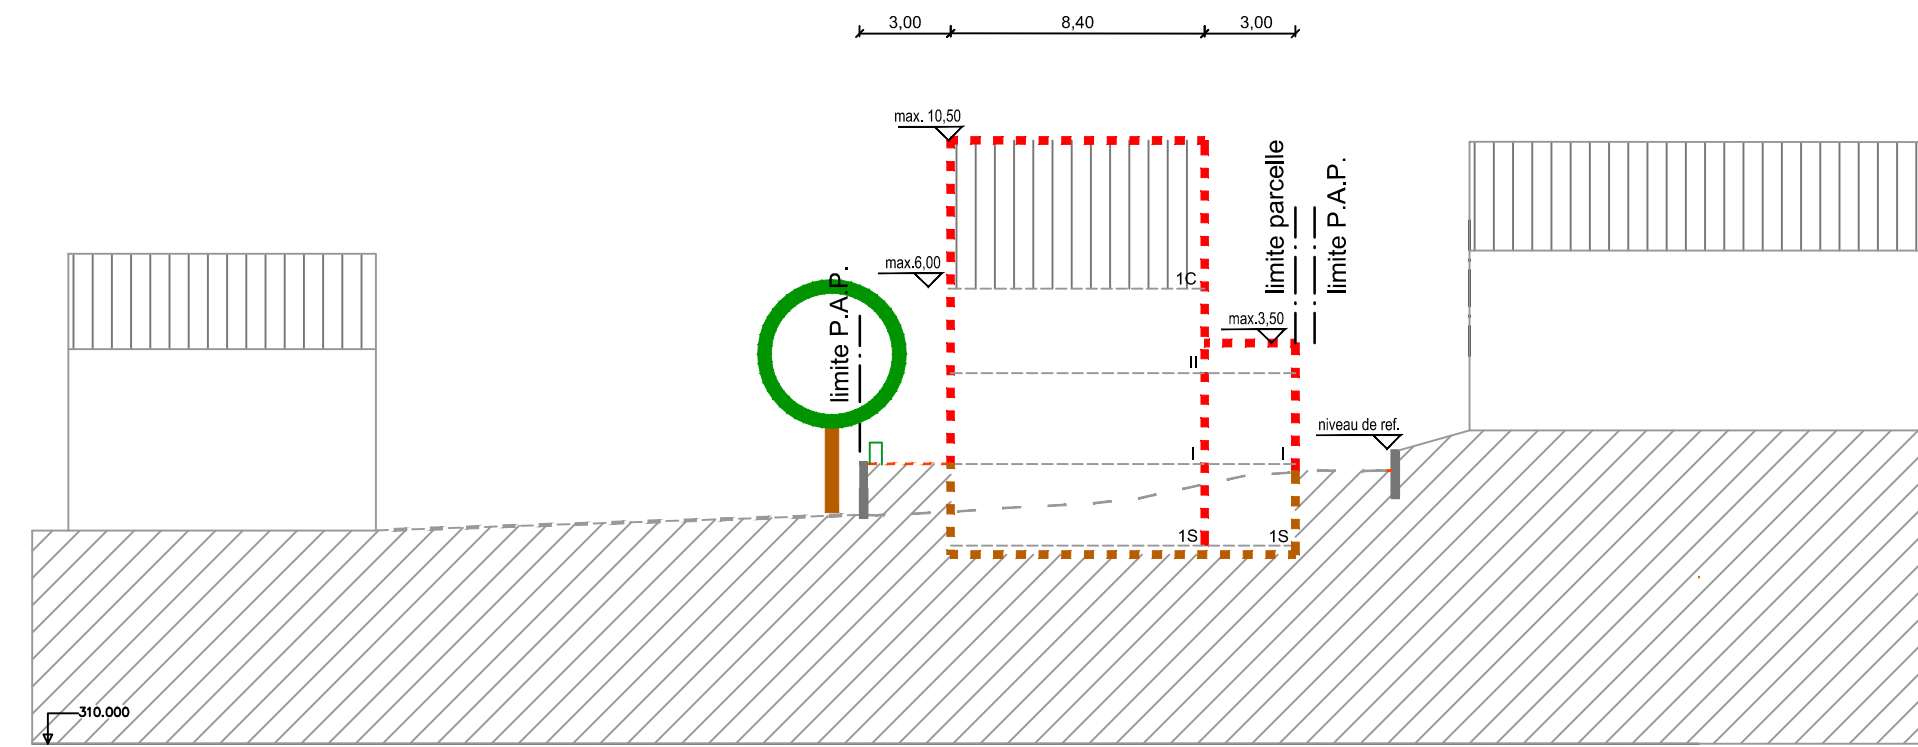 3,00
8,40
3,00
max. 10,50
limite parcelle
limite P.A.P.
max.6,00
limite P.A.P.
1C
max.3,50
II
niveau de ref.
I
I
1S
1S
310.000